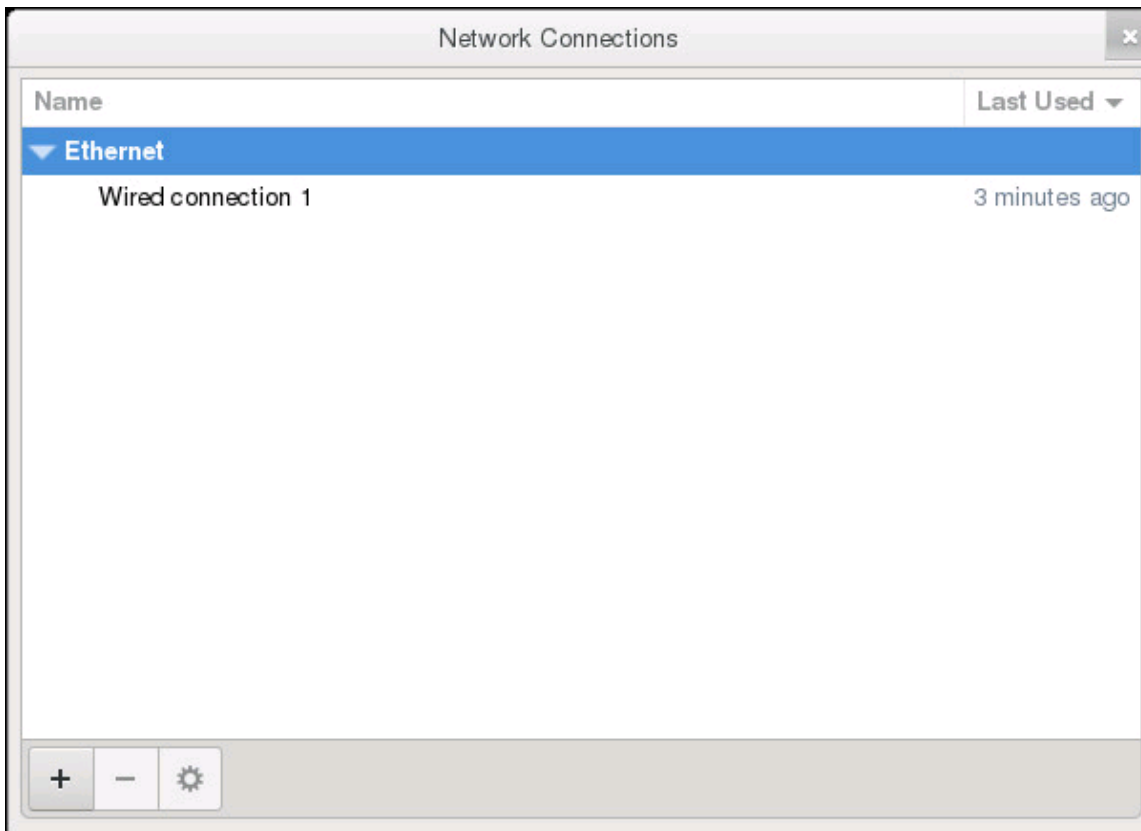 Network Connections
Name Last Used
Ethernet
Wired connection 1 3 minutes ago